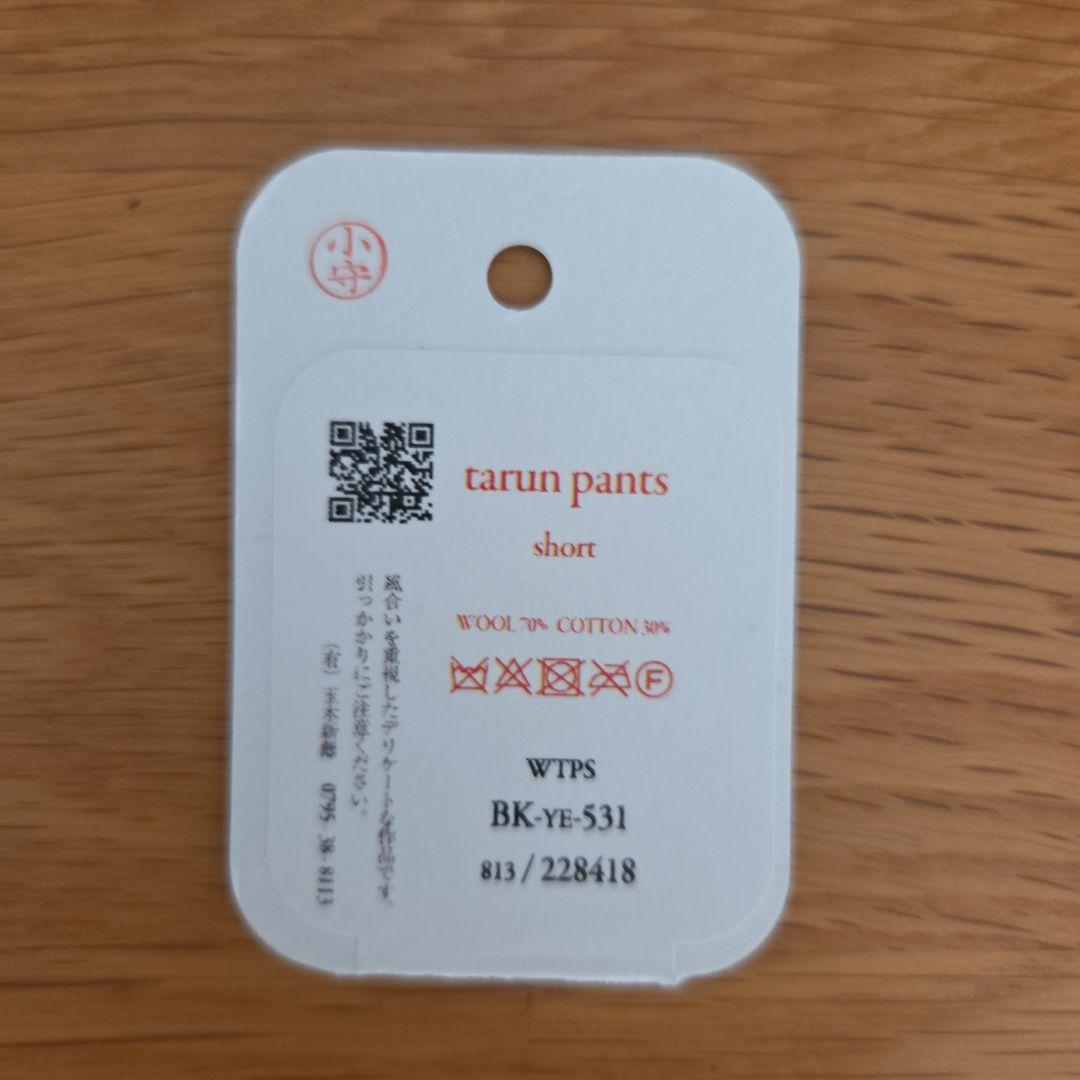 小守
tarun pants
short
WOOL 70% COTTON 30%
F
WTPS
BK-YE-531
813 / 228418
風合いを重視したデリケートな商品です。
引っかかりにご注意ください。
(有) 玉木新雌 0795-38-8113